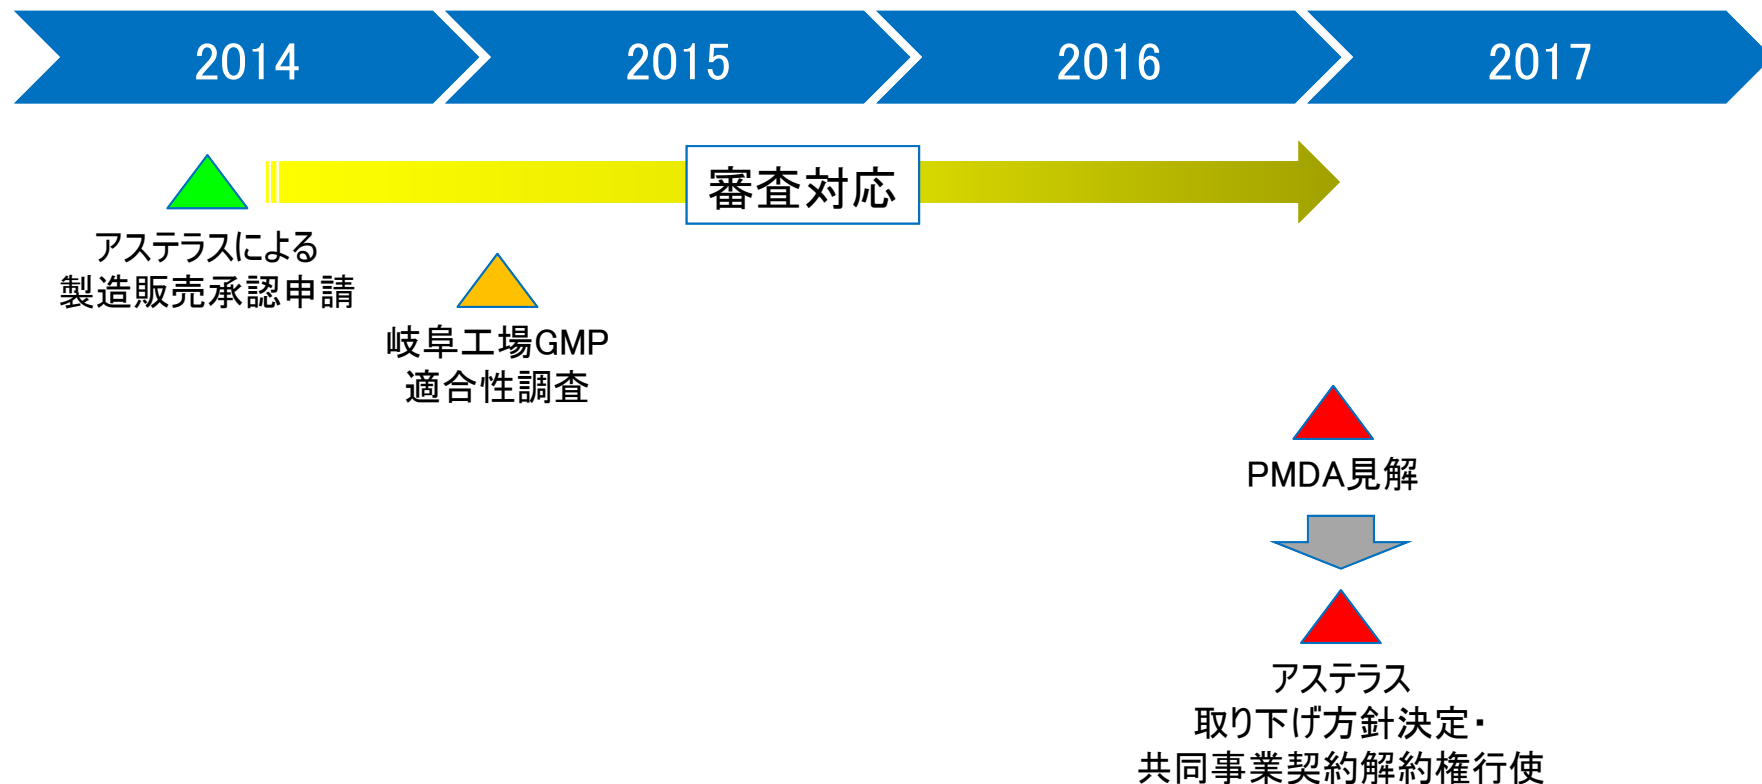 2014
2015
2016
2017
審査対応
アステラスによる
製造販売承認申請
岐阜工場GMP
適合性調査
PMDA見解
アステラス
取り下げ方針決定・
共同事業契約解約権行使